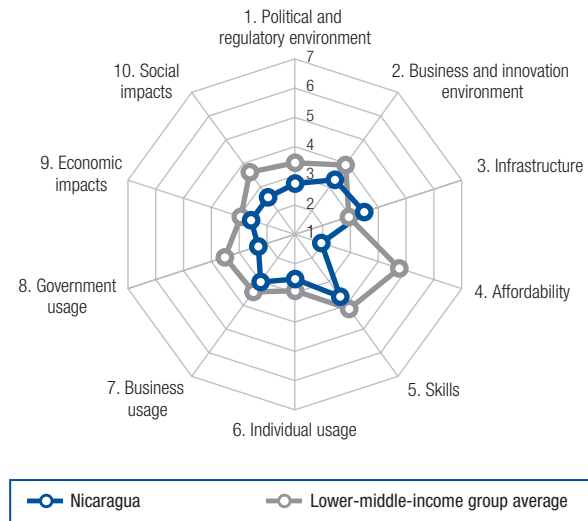 1. Political and
regulatory environment
7
6
5
4
3
2
1
2. Business and innovation
environment
3. Infrastructure
4. Affordability
5. Skills
6. Individual usage
7. Business
usage
8. Government
usage
9. Economic
impacts
10. Social
impacts
Nicaragua
Lower-middle-income group average